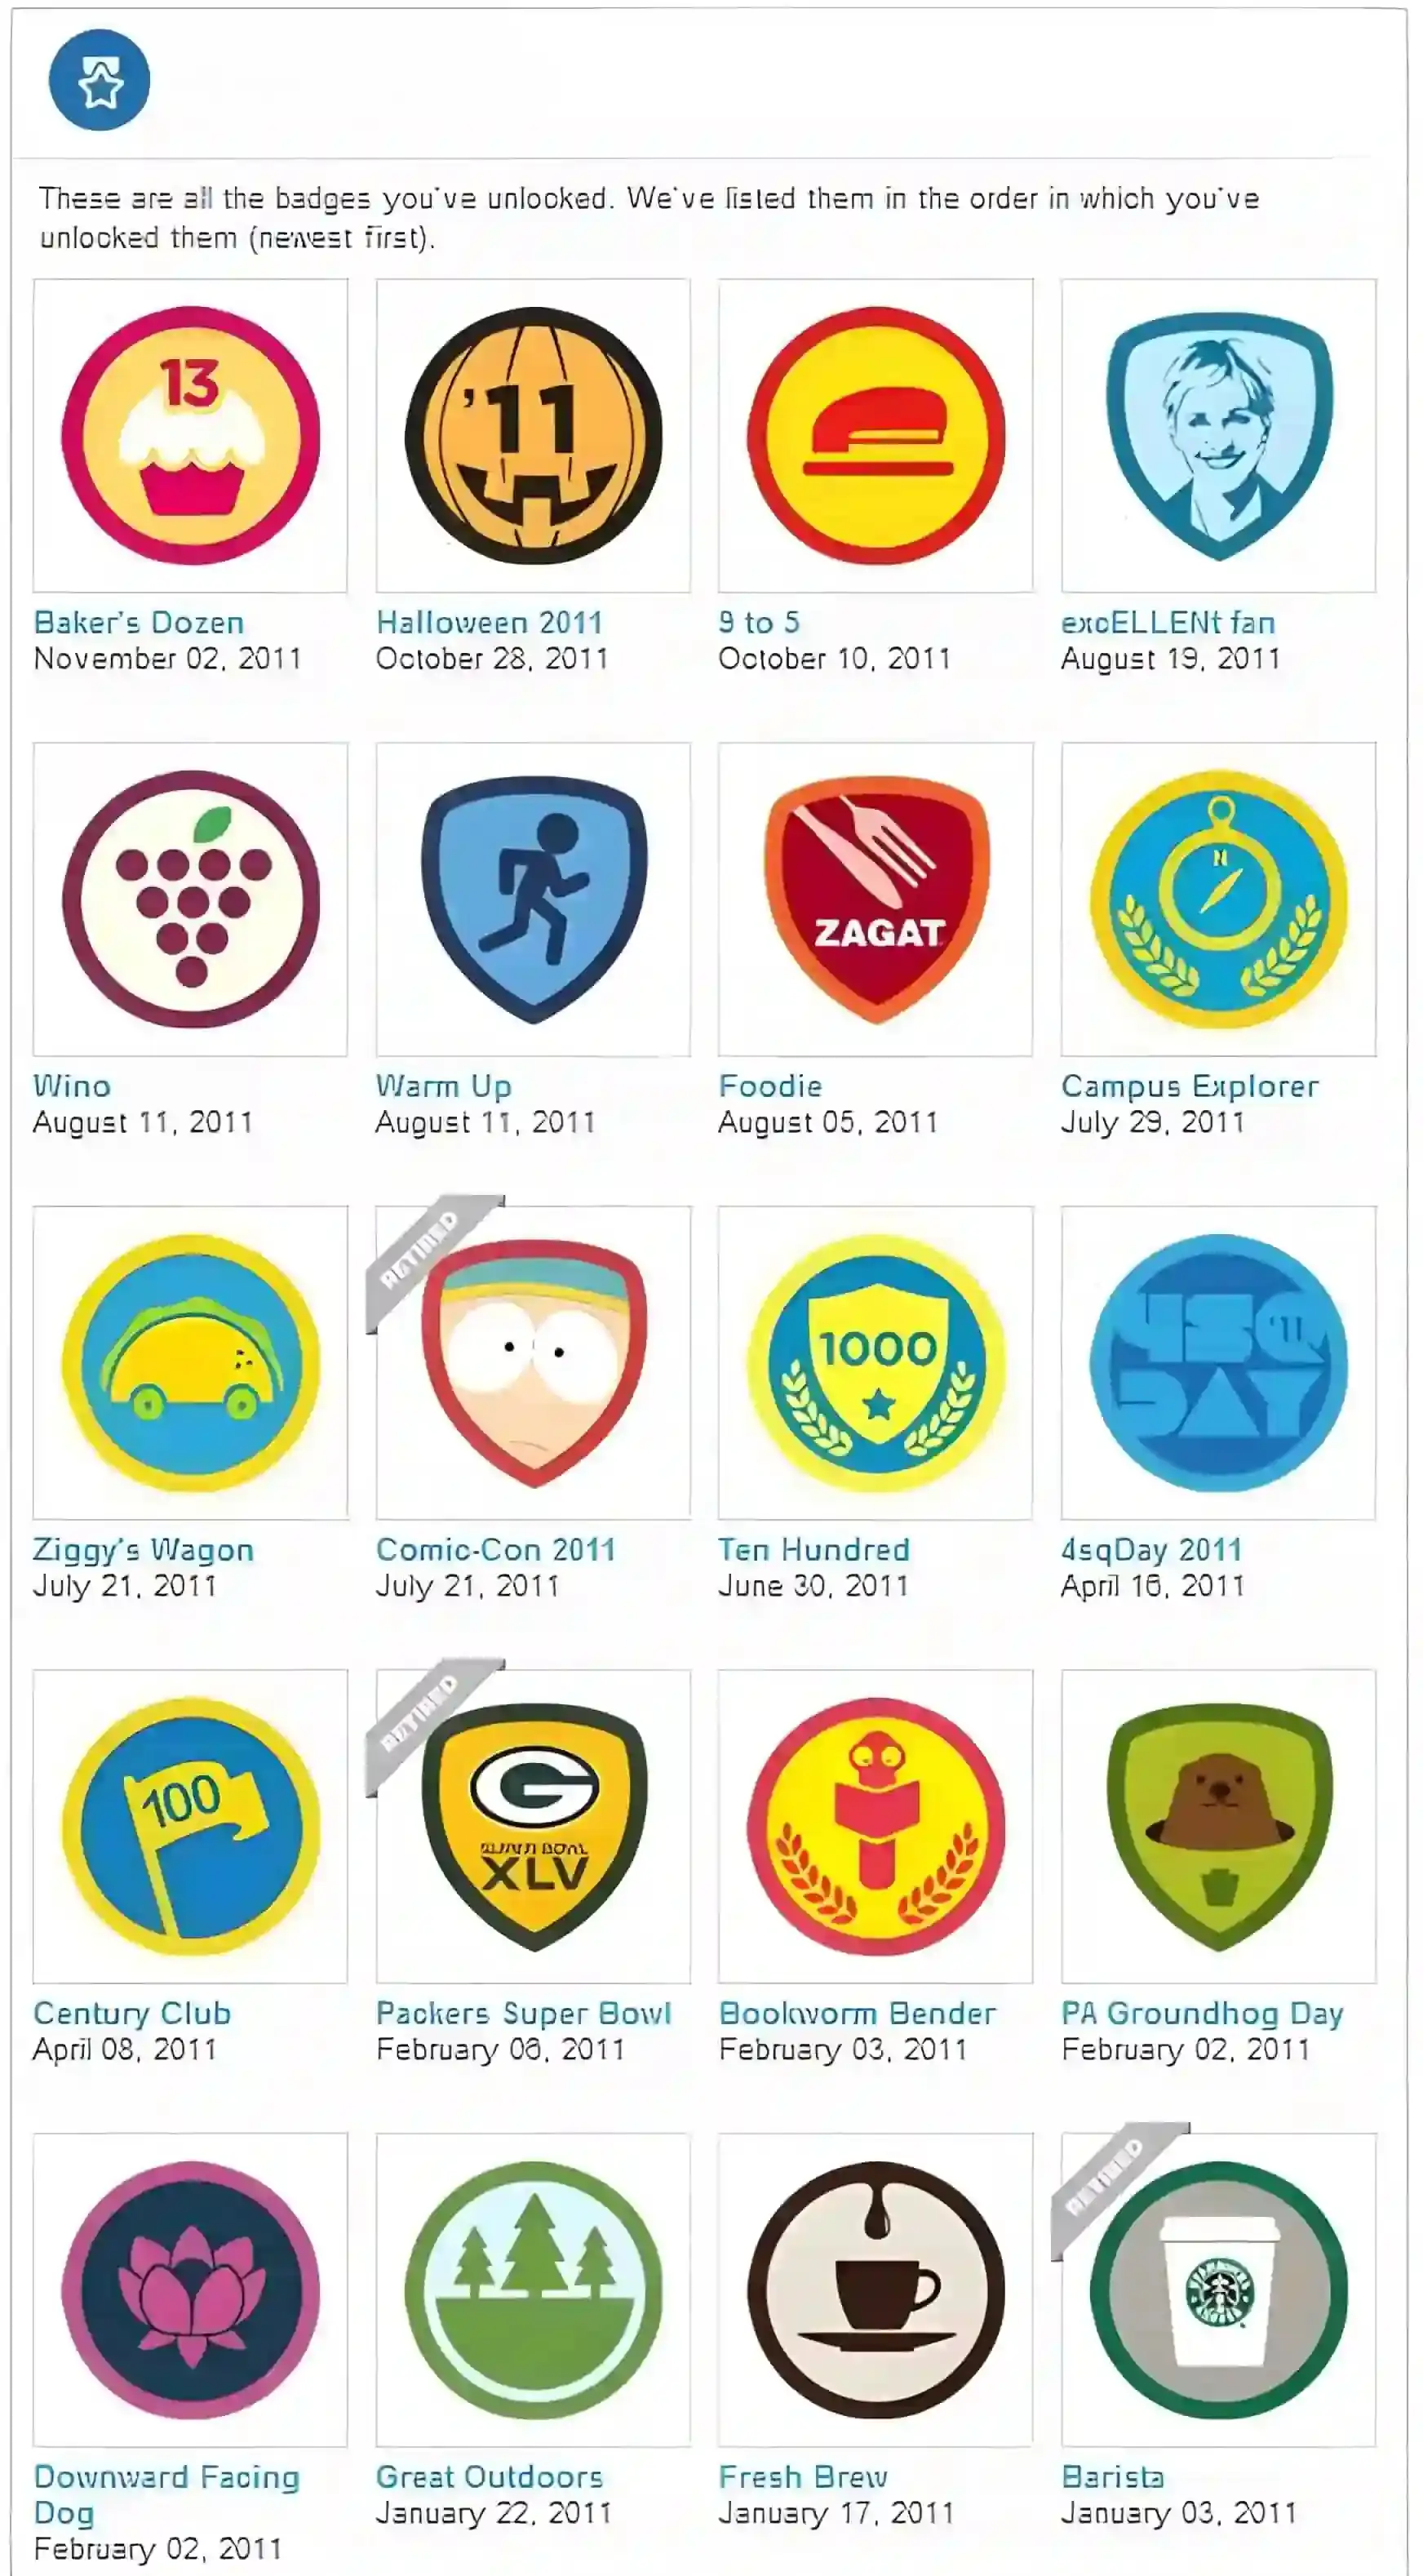 These are all the badges you've unlocked. We've listed them in the order in which you've
unlocked them (newest first).
13
'11
Baker's Dozen
November 02, 2011
Halloween 2011
October 28, 2011
9 to 5
October 10, 2011
excELLENt fan
August 19, 2011
ZAGAT
N
Wino
August 11, 2011
Warm Up
August 11, 2011
Foodie
August 05, 2011
Campus Explorer
July 29, 2011
RETIRED
1000
4SQ
DAY
Ziggy's Wagon
July 21, 2011
Comic-Con 2011
July 21, 2011
Ten Hundred
June 30, 2011
4sqDay 2011
April 16, 2011
100
RETIRED
G
SUPER BOWL
XLV
Century Club
April 08, 2011
Packers Super Bowl
February 06, 2011
Bookworm Bender
February 03, 2011
PA Groundhog Day
February 02, 2011
RETIRED
Downward Facing
Dog
February 02, 2011
Great Outdoors
January 22, 2011
Fresh Brew
January 17, 2011
Barista
January 03, 2011